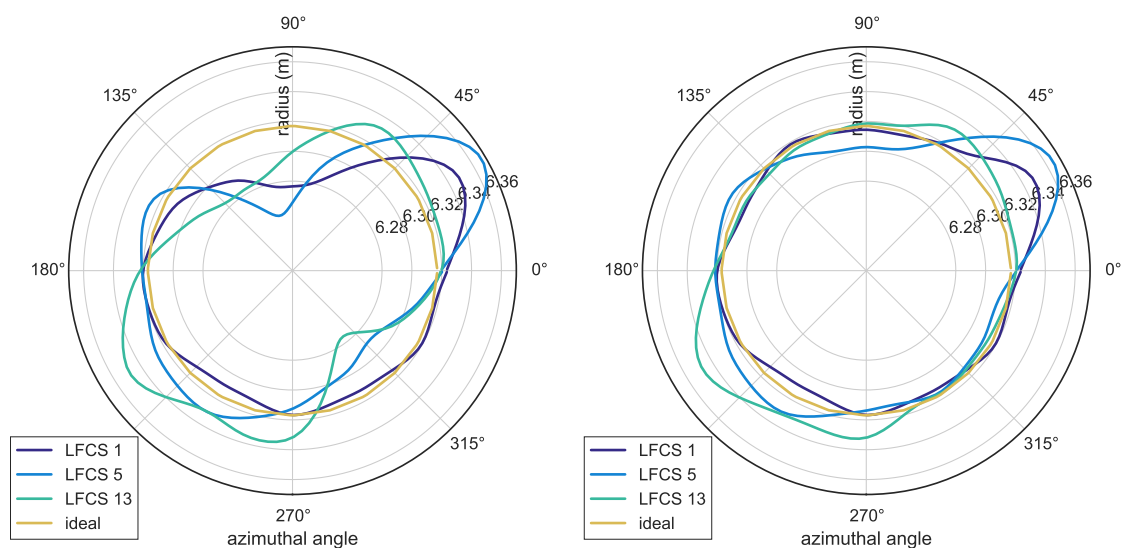 90°
135°
45°
radius (m)
6.36
6.34
6.32
6.30
6.28
180°
0°
315°
270°
azimuthal angle
LFCS 1
LFCS 5
LFCS 13
ideal
90°
135°
45°
radius (m)
6.36
6.34
6.32
6.30
6.28
180°
0°
315°
270°
azimuthal angle
LFCS 1
LFCS 5
LFCS 13
ideal